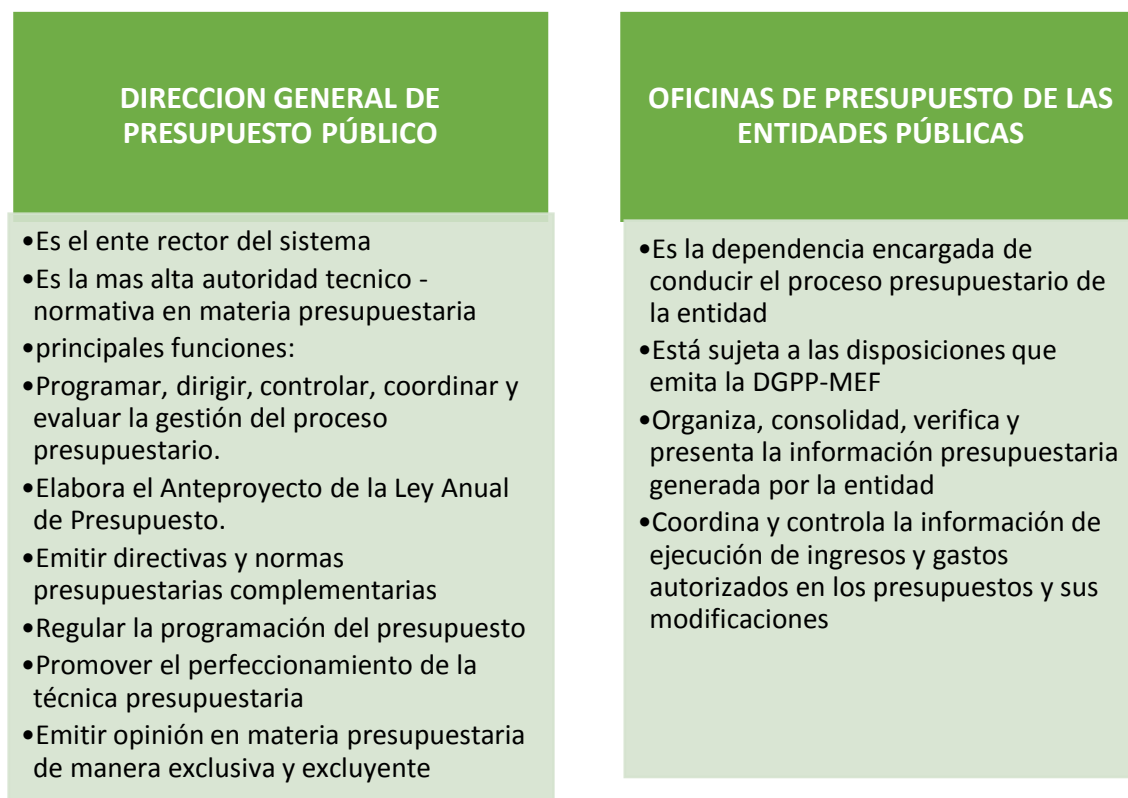 DIRECCION GENERAL DE
PRESUPUESTO PÚBLICO
•Es el ente rector del sistema
•Es la mas alta autoridad tecnico -
normativa en materia presupuestaria
•principales funciones:
•Programar, dirigir, controlar, coordinar y
evaluar la gestión del proceso
presupuestario.
•Elabora el Anteproyecto de la Ley Anual
de Presupuesto.
•Emitir directivas y normas
presupuestarias complementarias
•Regular la programación del presupuesto
•Promover el perfeccionamiento de la
técnica presupuestaria
•Emitir opinión en materia presupuestaria
de manera exclusiva y excluyente
OFICINAS DE PRESUPUESTO DE LAS
ENTIDADES PÚBLICAS
•Es la dependencia encargada de
conducir el proceso presupuestario de
la entidad
•Está sujeta a las disposiciones que
emita la DGPP-MEF
•Organiza, consolidad, verifica y
presenta la información presupuestaria
generada por la entidad
•Coordina y controla la información de
ejecución de ingresos y gastos
autorizados en los presupuestos y sus
modificaciones